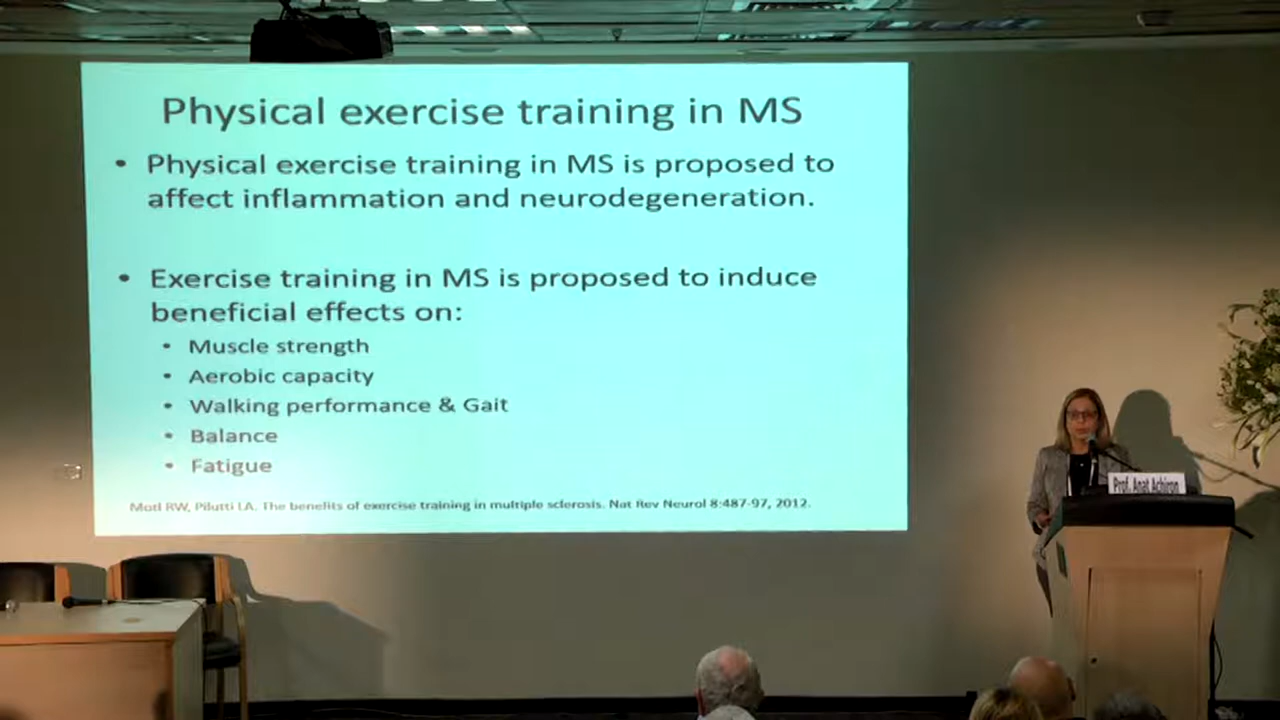 Physical exercise training in MS
• Physical exercise training in MS is proposed to
affect inflammation and neurodegeneration.
• Exercise training in MS is proposed to induce
beneficial effects on:
• Muscle strength
• Aerobic capacity
• Walking performance & Gait
• Balance
• Fatigue
Motl RW, Pilutti LA. The benefits of exercise training in multiple sclerosis. Nat Rev Neurol 8:487-97, 2012.
Prof. Anat Achiron